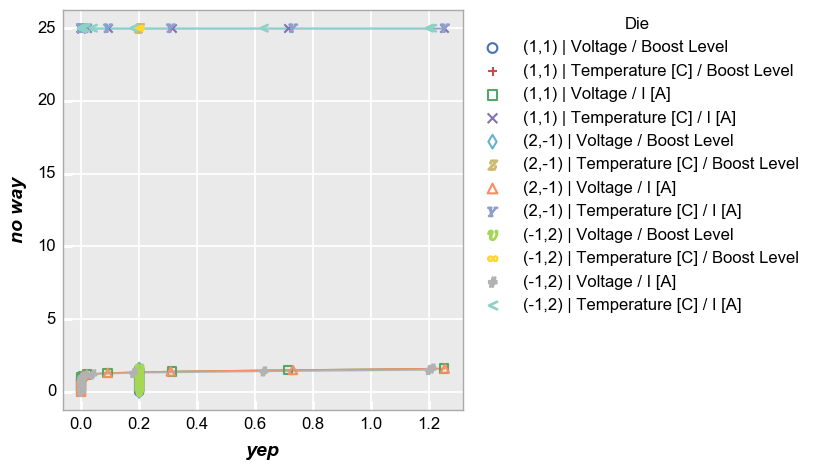 25
20
15
10
5
0
no way
0.0 0.2 0.4 0.6 0.8 1.0 1.2
yep
Die
(1,1) | Voltage / Boost Level
(1,1) | Temperature [C] / Boost Level
(1,1) | Voltage / I [A]
(1,1) | Temperature [C] / I [A]
(2,-1) | Voltage / Boost Level
(2,-1) | Temperature [C] / Boost Level
(2,-1) | Voltage / I [A]
(2,-1) | Temperature [C] / I [A]
(-1,2) | Voltage / Boost Level
(-1,2) | Temperature [C] / Boost Level
(-1,2) | Voltage / I [A]
(-1,2) | Temperature [C] / I [A]